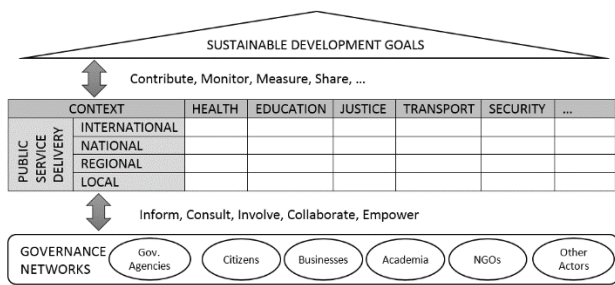 SUSTAINABLE DEVELOPMENT GOALS
Contribute, Monitor, Measure, Share, ...
CONTEXT HEALTH EDUCATION JUSTICE TRANSPORT SECURITY ...
PUBLIC
SERVICE
DELIVERY
INTERNATIONAL
NATIONAL
REGIONAL
LOCAL
Inform, Consult, Involve, Collaborate, Empower
GOVERNANCE
NETWORKS
Gov.
Agencies
Citizens
Businesses
Academia
NGOs
Other
Actors